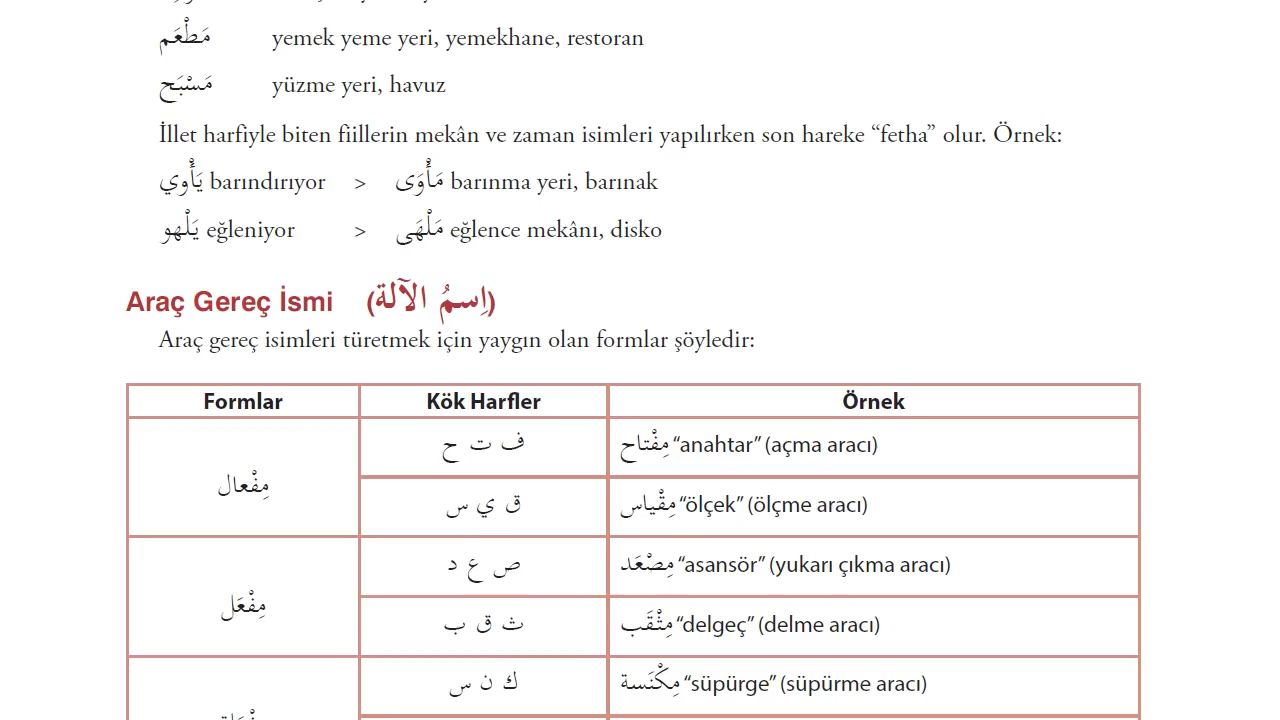 مَطْعَم yemek yeme yeri, yemekhane, restoran
مَسْبَح yüzme yeri, havuz
İllet harfiyle biten fiillerin mekân ve zaman isimleri yapılırken son hareke “fetha” olur. Örnek:
يَأْوي barındırıyor > مَأْوَى barınma yeri, barınak
يَلْهو eğleniyor > مَلْهَى eğlence mekânı, disko
Araç Gereç İsmi (اِسمُ الآلة)
Araç gereç isimleri türetmek için yaygın olan formlar şöyledir:
Formlar Kök Harfler Örnek
مِفْعال
ف ت ح مِفْتاح “anahtar” (açma aracı)
ق ي س مِقْياس “ölçek” (ölçme aracı)
مِفْعَل
ص ع د مِصْعَد “asansör” (yukarı çıkma aracı)
ث ق ب مِثْقَب “delgeç” (delme aracı)
ك ن س مِكْنَسة “süpürge” (süpürme aracı)